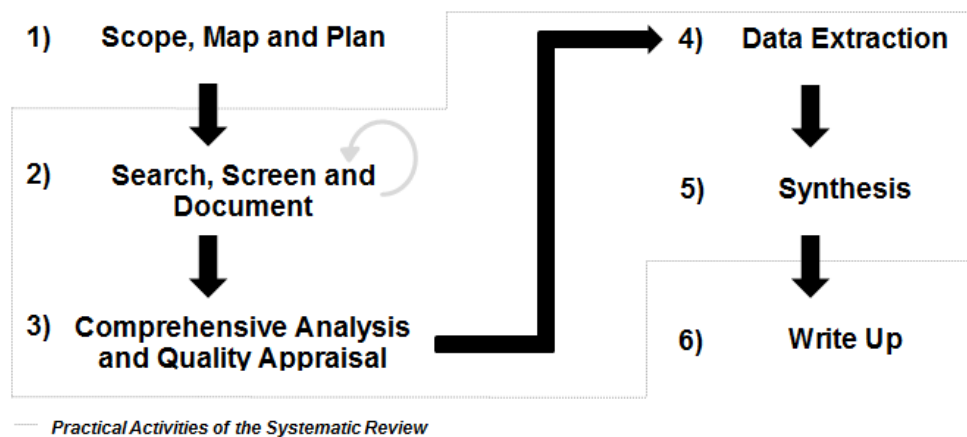 1) Scope, Map and Plan
2) Search, Screen and
Document
3) Comprehensive Analysis
and Quality Appraisal
4) Data Extraction
5) Synthesis
6) Write Up
Practical Activities of the Systematic Review